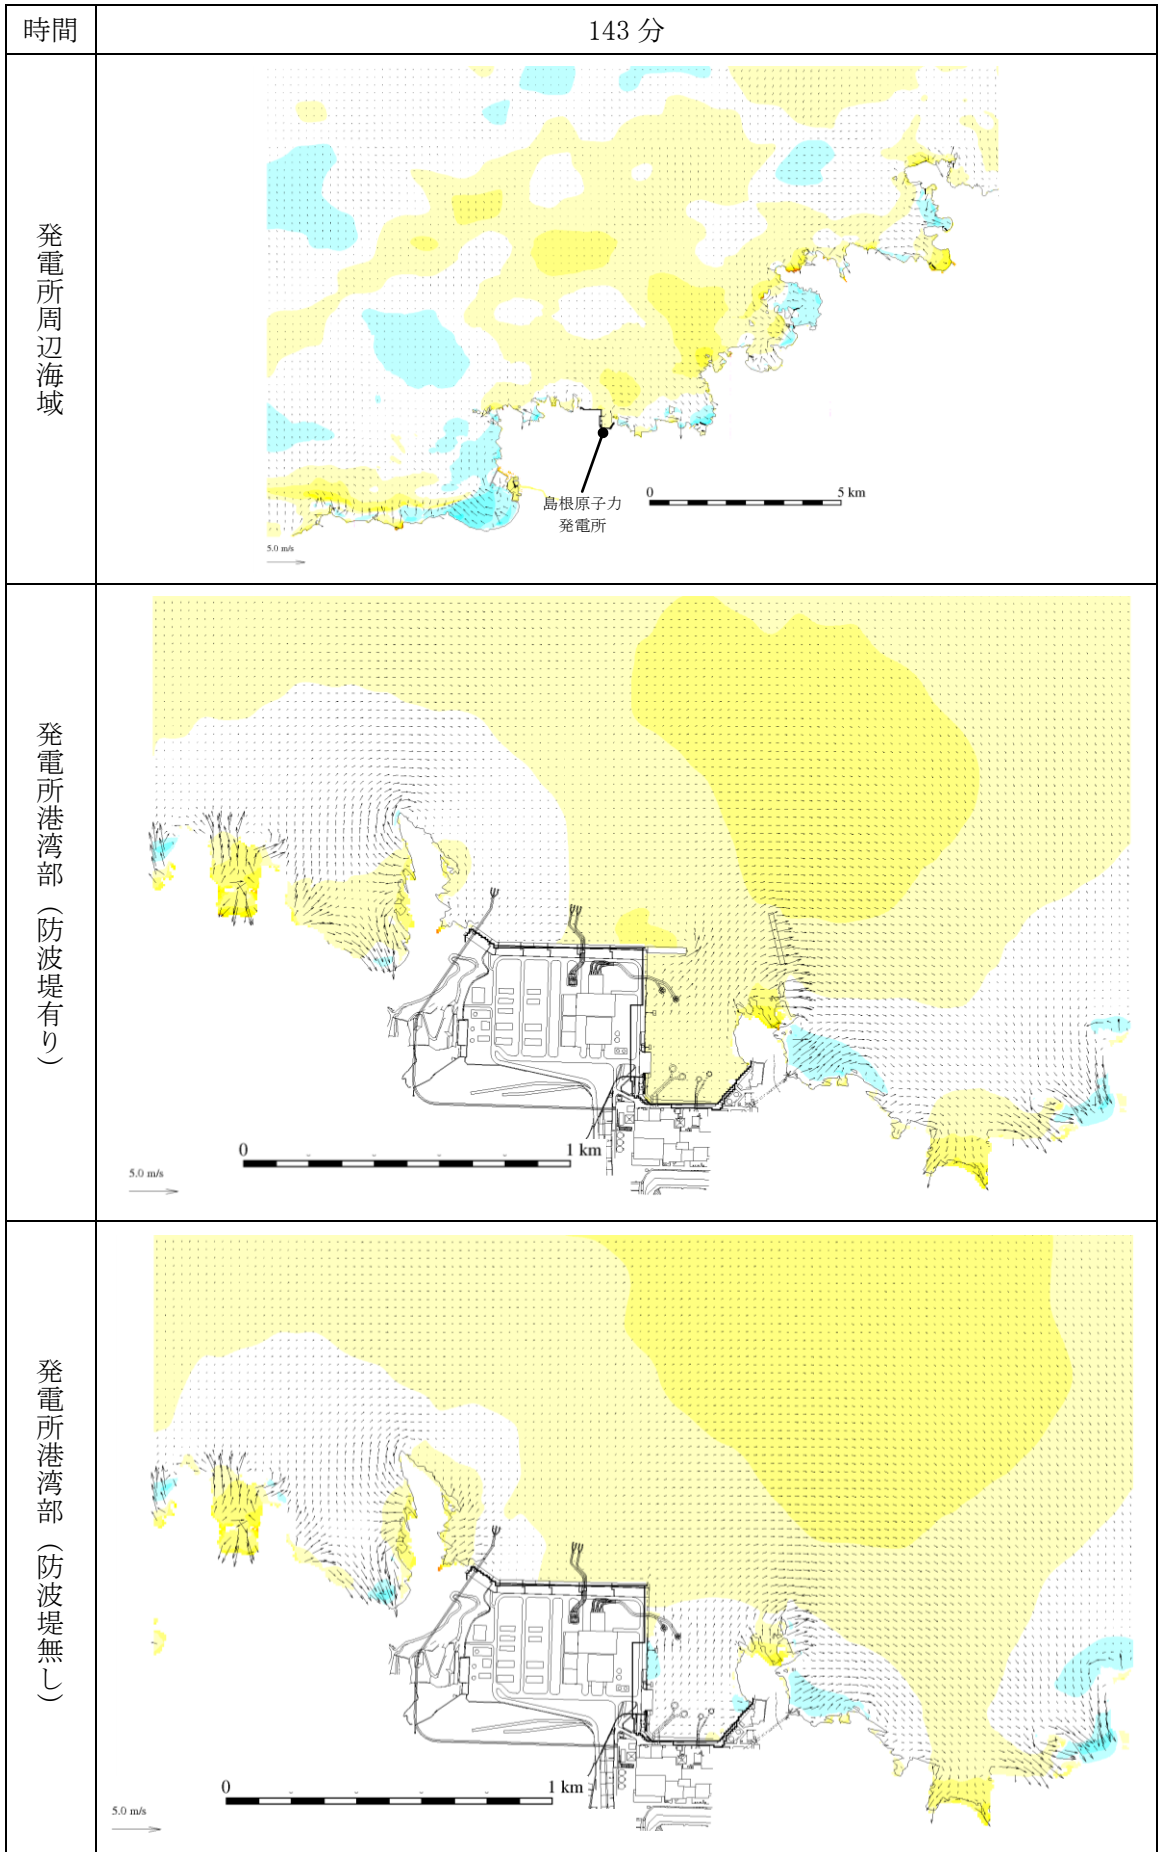 時間
143 分
発電所周辺海域
島根原子力
発電所
0
5 km
5.0 m/s
発電所港湾部（防波堤有り）
0
1 km
5.0 m/s
発電所港湾部（防波堤無し）
0
1 km
5.0 m/s